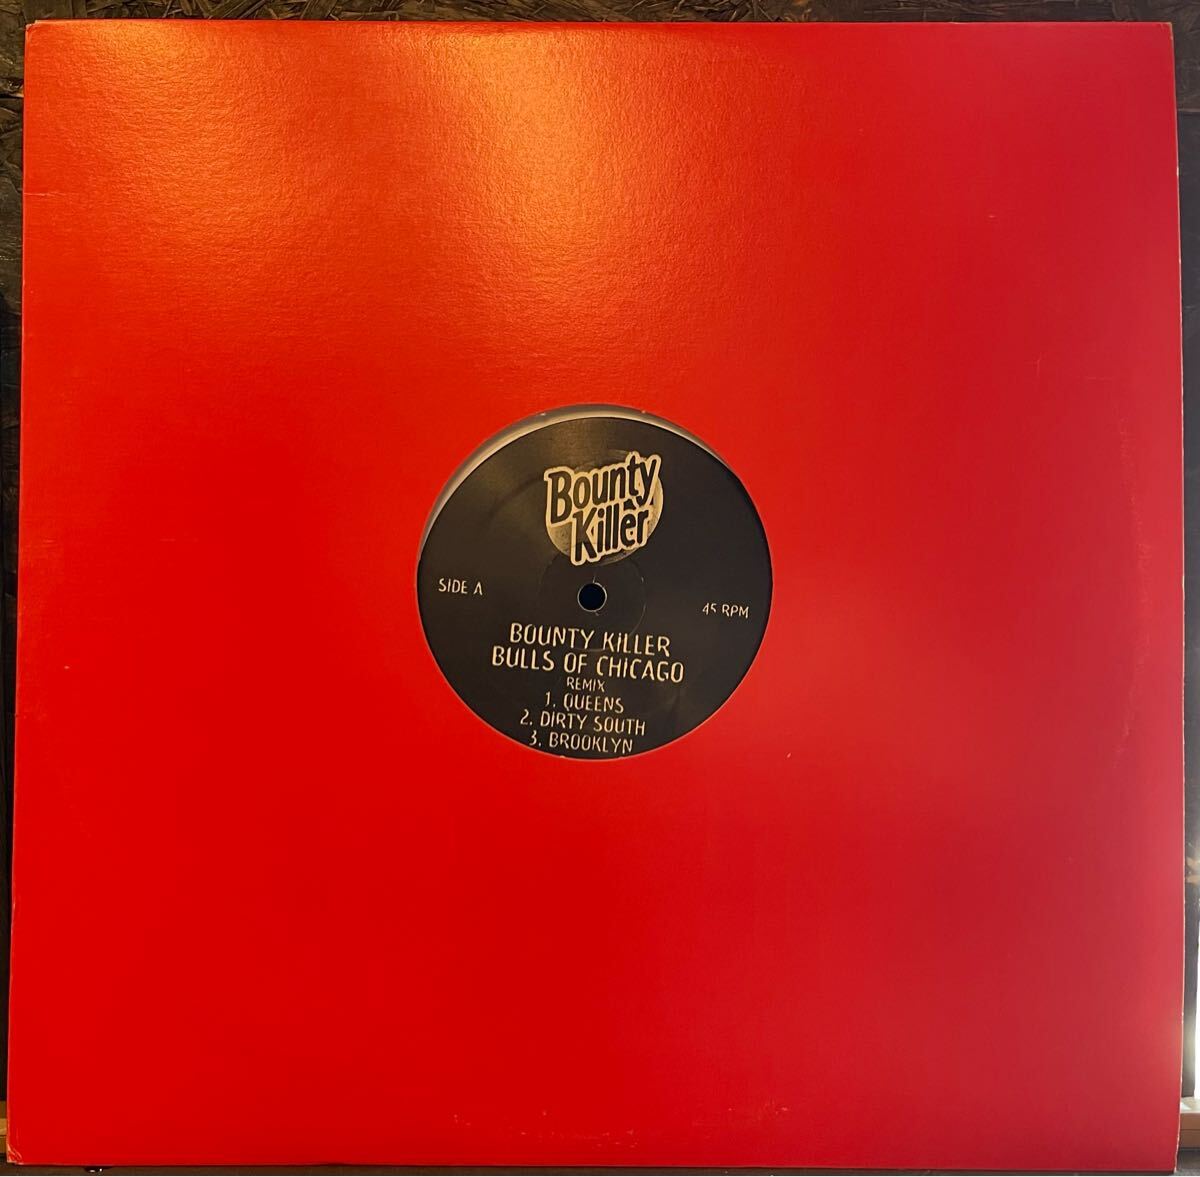 Bounty
Killer
SIDE A
45 RPM
BOUNTY KiLLER
BULLS OF CHICAGO
REMIX
1. QUEENS
2. DIRTY SOUTH
3. BROOKLYN